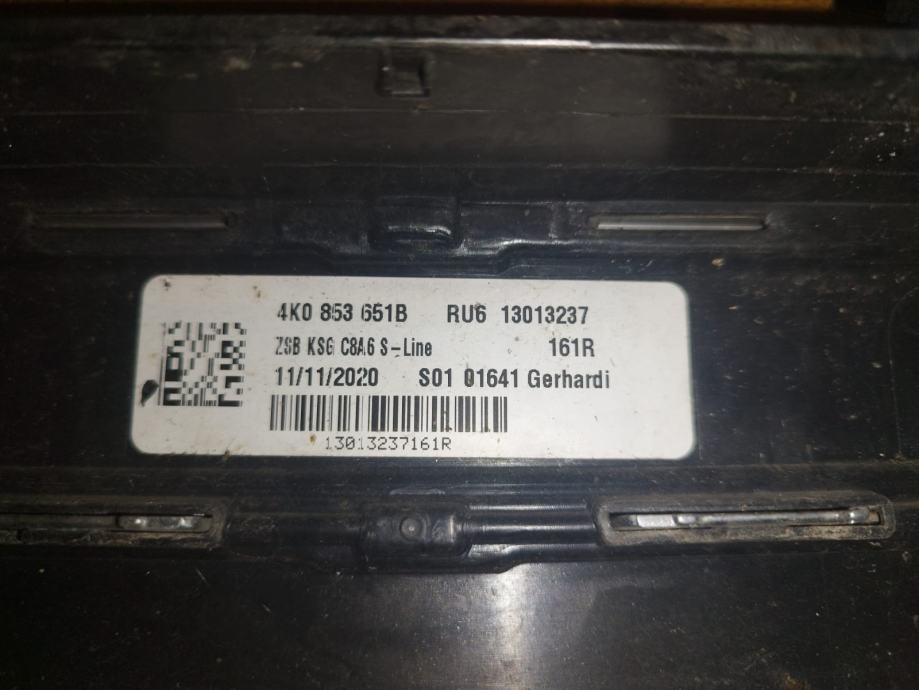 4K0 853 651B RU6 13013237
ZSB KSG C8A6 S-Line 161R
11/11/2020 S01 01641 Gerhardi
13013237161R